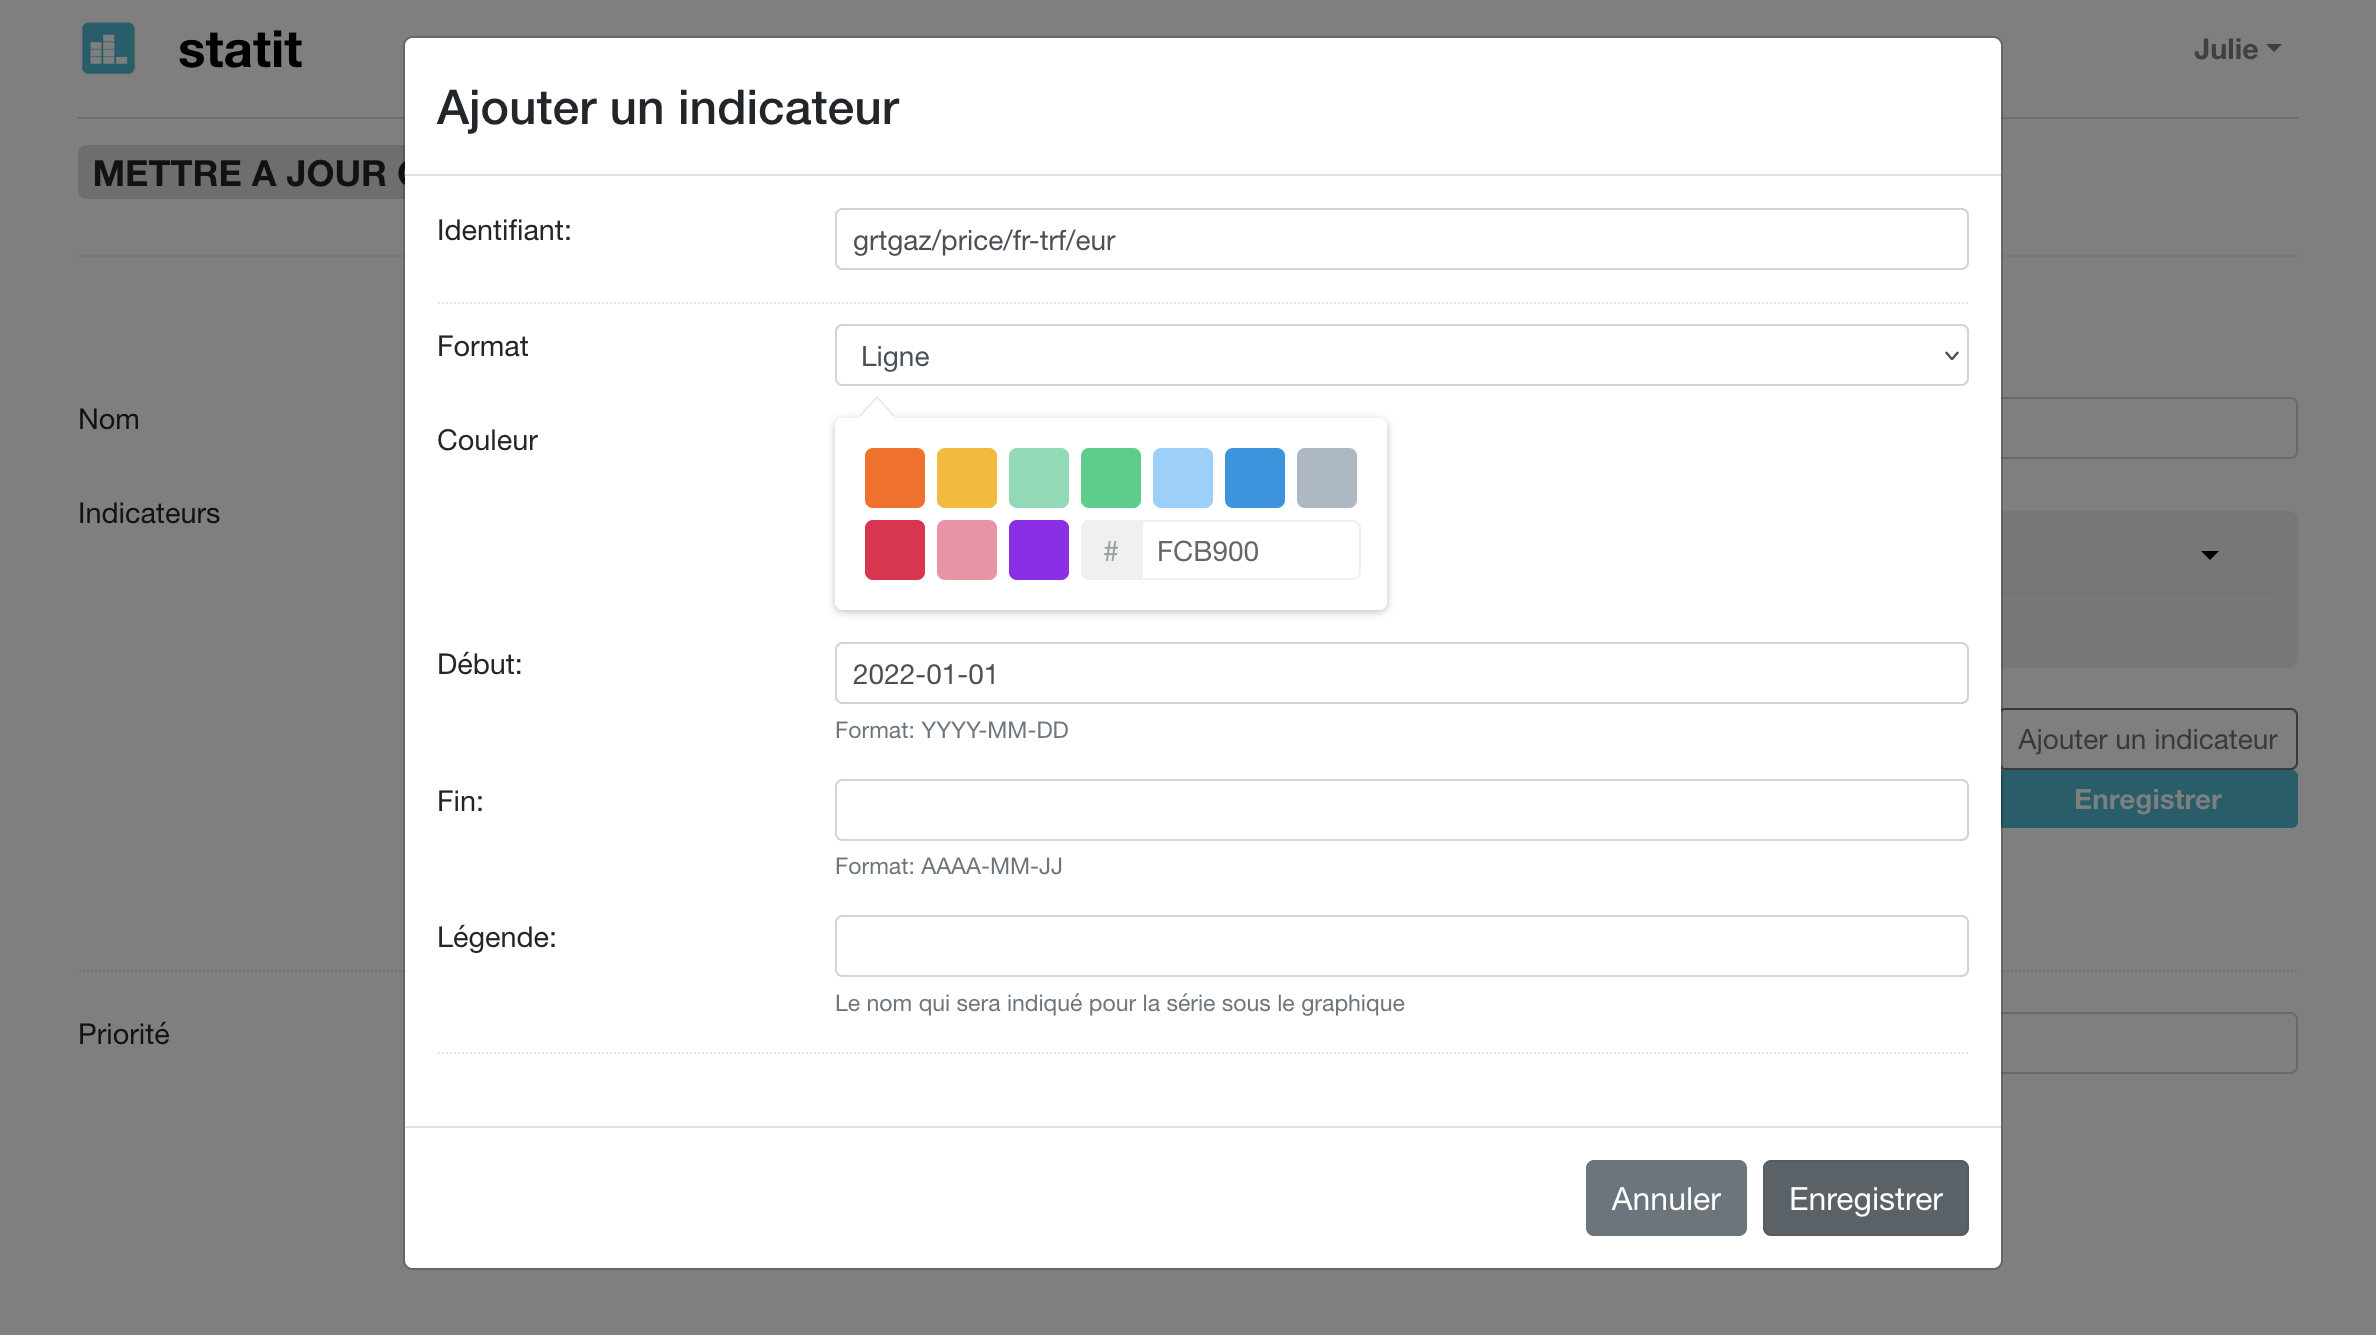 statit
Julie
Ajouter un indicateur
METTRE A JOUR
Identifiant:
grtgaz/price/fr-trf/eur
Format
Ligne
Nom
Couleur
Indicateurs
# FCB900
Début:
2022-01-01
Format: YYYY-MM-DD
Ajouter un indicateur
Fin:
Enregistrer
Format: AAAA-MM-JJ
Légende:
Le nom qui sera indiqué pour la série sous le graphique
Priorité
Annuler
Enregistrer